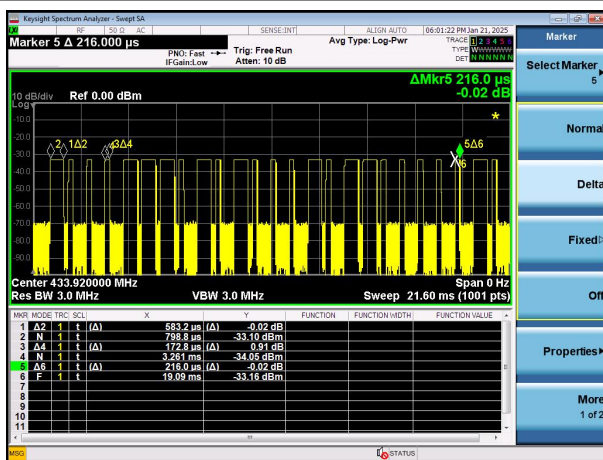 Keysight Spectrum Analyzer - Swept SA
LXI RF 50 Ω AC SENSE:INT ALIGN AUTO 06:01:22 PM Jan 21, 2025
Marker 5 Δ 216.000 µs
PNO: Fast
IFGain:Low
Trig: Free Run
Atten: 10 dB
Avg Type: Log-Pwr
TRACE 1 2 3 4 5 6
TYPE WWWWWW
DET N N N N N N
ΔMkr5 216.0 µs
-0.02 dB
10 dB/div Ref 0.00 dBm
Log
-10.0
-20.0
-30.0
-40.0
-50.0
-60.0
-70.0
-80.0
-90.0
2 1Δ2 3Δ4 5Δ6
X6
Center 433.920000 MHz Span 0 Hz
Res BW 3.0 MHz VBW 3.0 MHz Sweep 21.60 ms (1001 pts)
MKR MODE TRC SCL X Y FUNCTION FUNCTION WIDTH FUNCTION VALUE
1 Δ2 1 t (Δ) 583.2 µs (Δ) -0.02 dB
2 N 1 t 798.8 µs -33.10 dBm
3 Δ4 1 t (Δ) 172.8 µs (Δ) 0.91 dB
4 N 1 t 3.261 ms -34.05 dBm
5 Δ6 1 t (Δ) 216.0 µs (Δ) -0.02 dB
6 F 1 t 19.09 ms -33.16 dBm
7
8
9
10
11
MSG STATUS
Marker
Select Marker
5
Normal
Delta
Fixed
Off
Properties
More
1 of 2